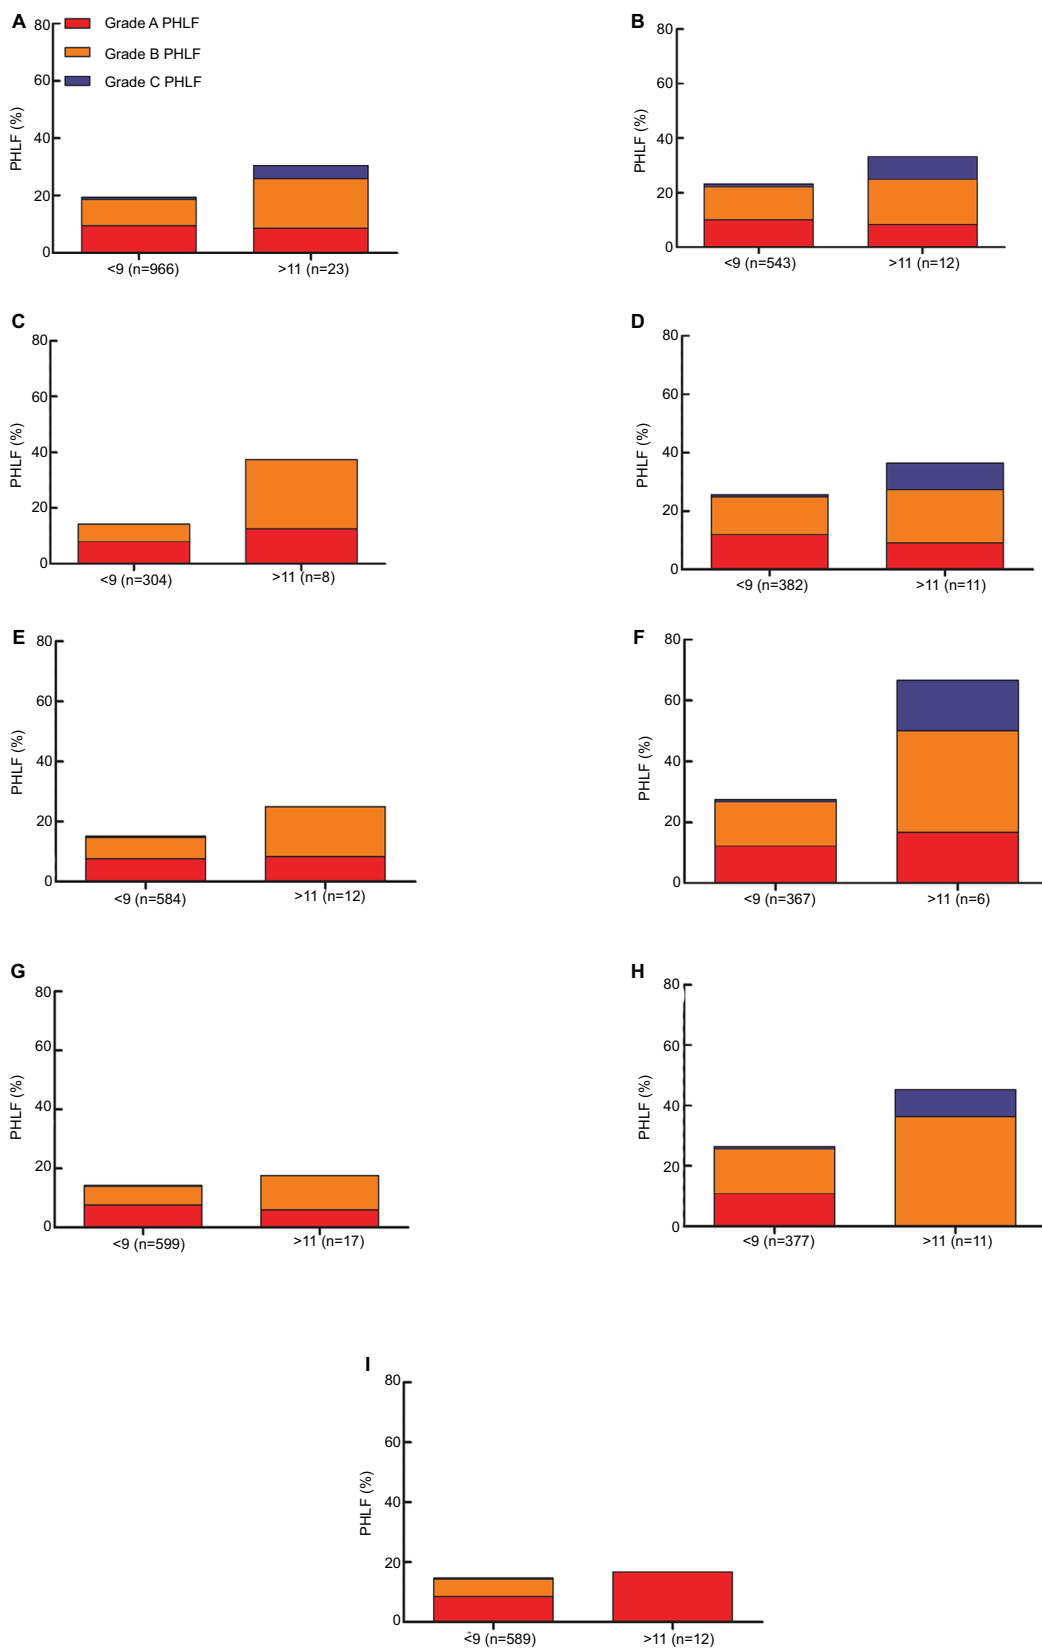 A
Grade A PHLF
Grade B PHLF
Grade C PHLF
80
60
40
20
0
PHLF (%)
<9 (n=966)
>11 (n=23)
B
80
60
40
20
0
PHLF (%)
<9 (n=543)
>11 (n=12)
C
80
60
40
20
0
PHLF (%)
<9 (n=304)
>11 (n=8)
D
80
60
40
20
0
PHLF (%)
<9 (n=382)
>11 (n=11)
E
80
60
40
20
0
PHLF (%)
<9 (n=584)
>11 (n=12)
F
80
60
40
20
0
PHLF (%)
<9 (n=367)
>11 (n=6)
G
80
60
40
20
0
PHLF (%)
<9 (n=599)
>11 (n=17)
H
80
60
40
20
0
PHLF (%)
<9 (n=377)
>11 (n=11)
I
80
60
40
20
0
PHLF (%)
<9 (n=589)
>11 (n=12)